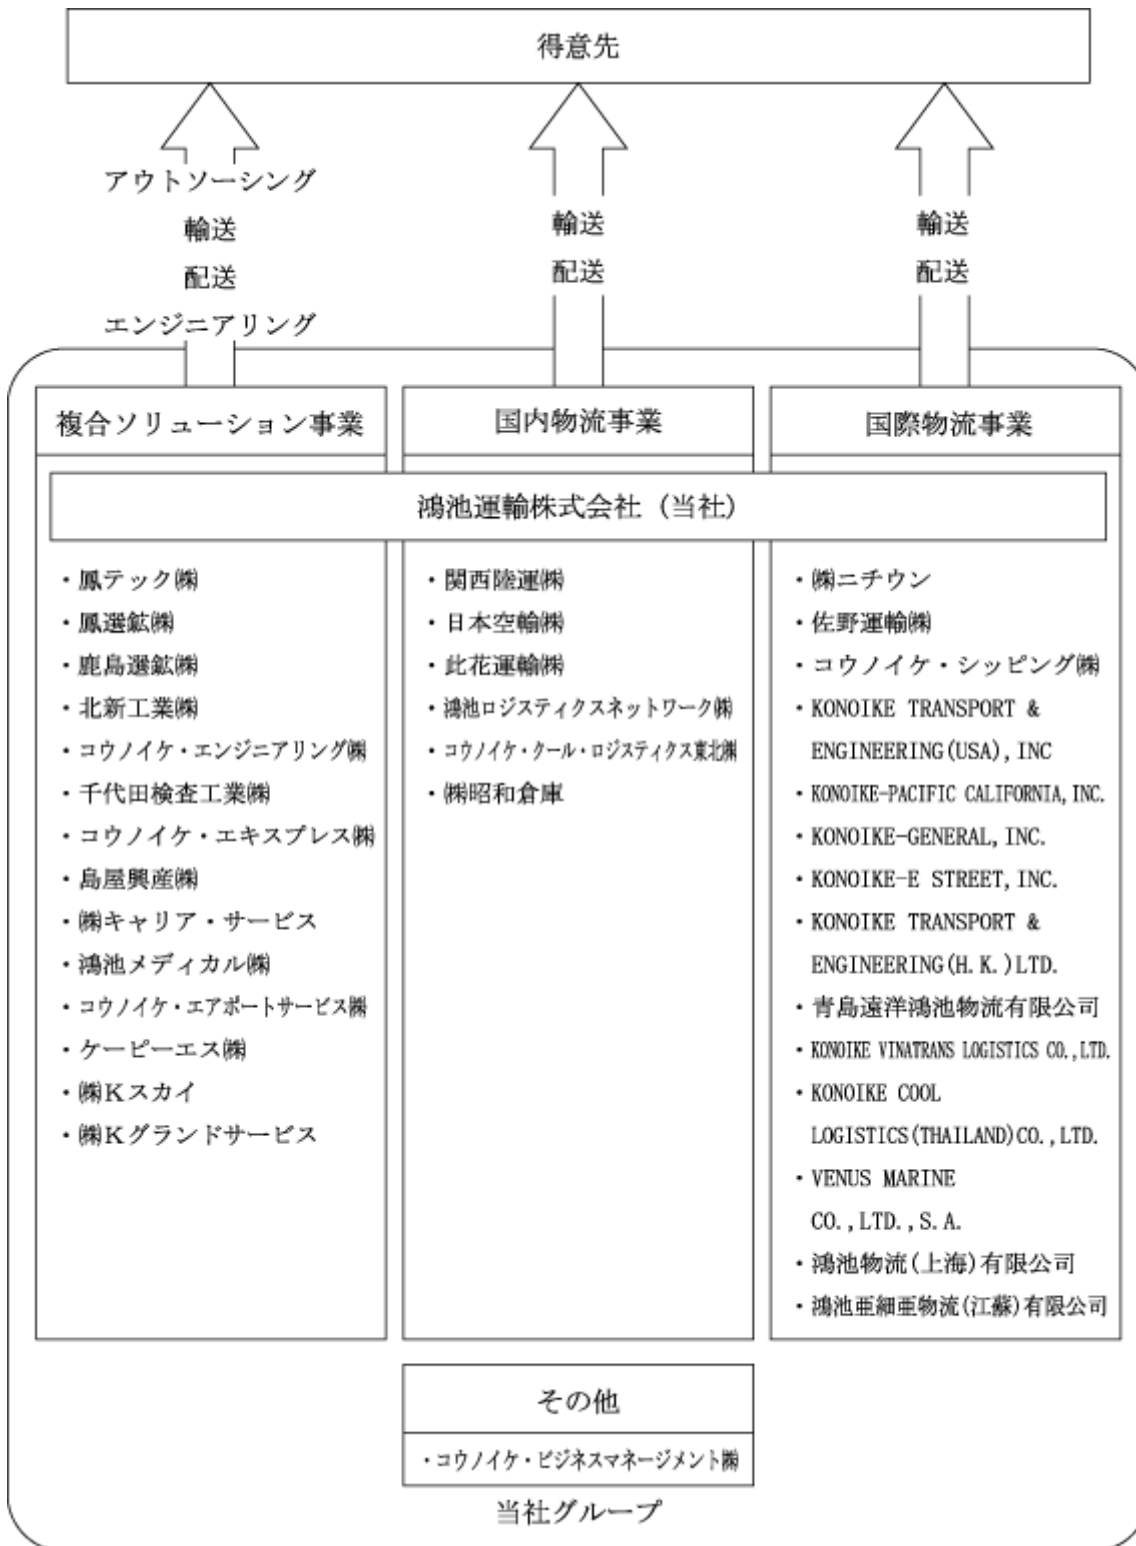 得意先
アウトソーシング
輸送
配送
エンジニアリング
輸送
配送
輸送
配送
複合ソリューション事業
国内物流事業
国際物流事業
鴻池運輸株式会社(当社)
・鳳テック㈱
・鳳選鉱㈱
・鹿島選鉱㈱
・北新工業㈱
・コウノイケ・エンジニアリング㈱
・千代田検査工業㈱
・コウノイケ・エキスプレス㈱
・島屋興産㈱
・㈱キャリア・サービス
・鴻池メディカル㈱
・コウノイケ・エアポートサービス㈱
・ケーピーエス㈱
・㈱Kスカイ
・㈱Kグランドサービス
・関西陸運㈱
・日本空輸㈱
・此花運輸㈱
・鴻池ロジスティクスネットワーク㈱
・コウノイケ・クール・ロジスティクス東北㈱
・㈱昭和倉庫
・㈱ニチウン
・佐野運輸㈱
・コウノイケ・シッピング㈱
・KONOIKE TRANSPORT &
ENGINEERING(USA), INC
・KONOIKE-PACIFIC CALIFORNIA, INC.
・KONOIKE-GENERAL, INC.
・KONOIKE-E STREET, INC.
・KONOIKE TRANSPORT &
ENGINEERING(H.K.)LTD.
・青島遠洋鴻池物流有限公司
・KONOIKE VINATRANS LOGISTICS CO.,LTD.
・KONOIKE COOL
LOGISTICS(THAILAND)CO.,LTD.
・VENUS MARINE
CO.,LTD.,S.A.
・鴻池物流(上海)有限公司
・鴻池亜細亜物流(江蘇)有限公司
その他
・コウノイケ・ビジネスマネージメント㈱
当社グループ